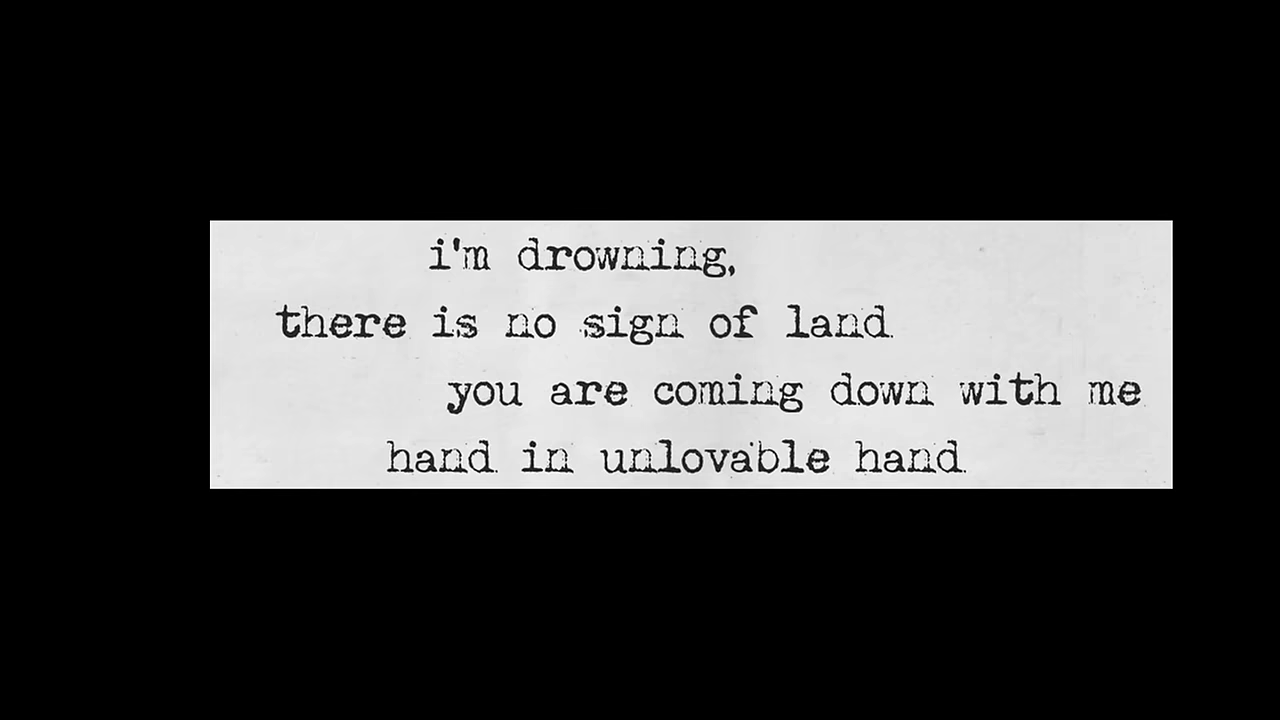 i'm drowning,
there is no sign of land
you are coming down with me
hand in unlovable hand